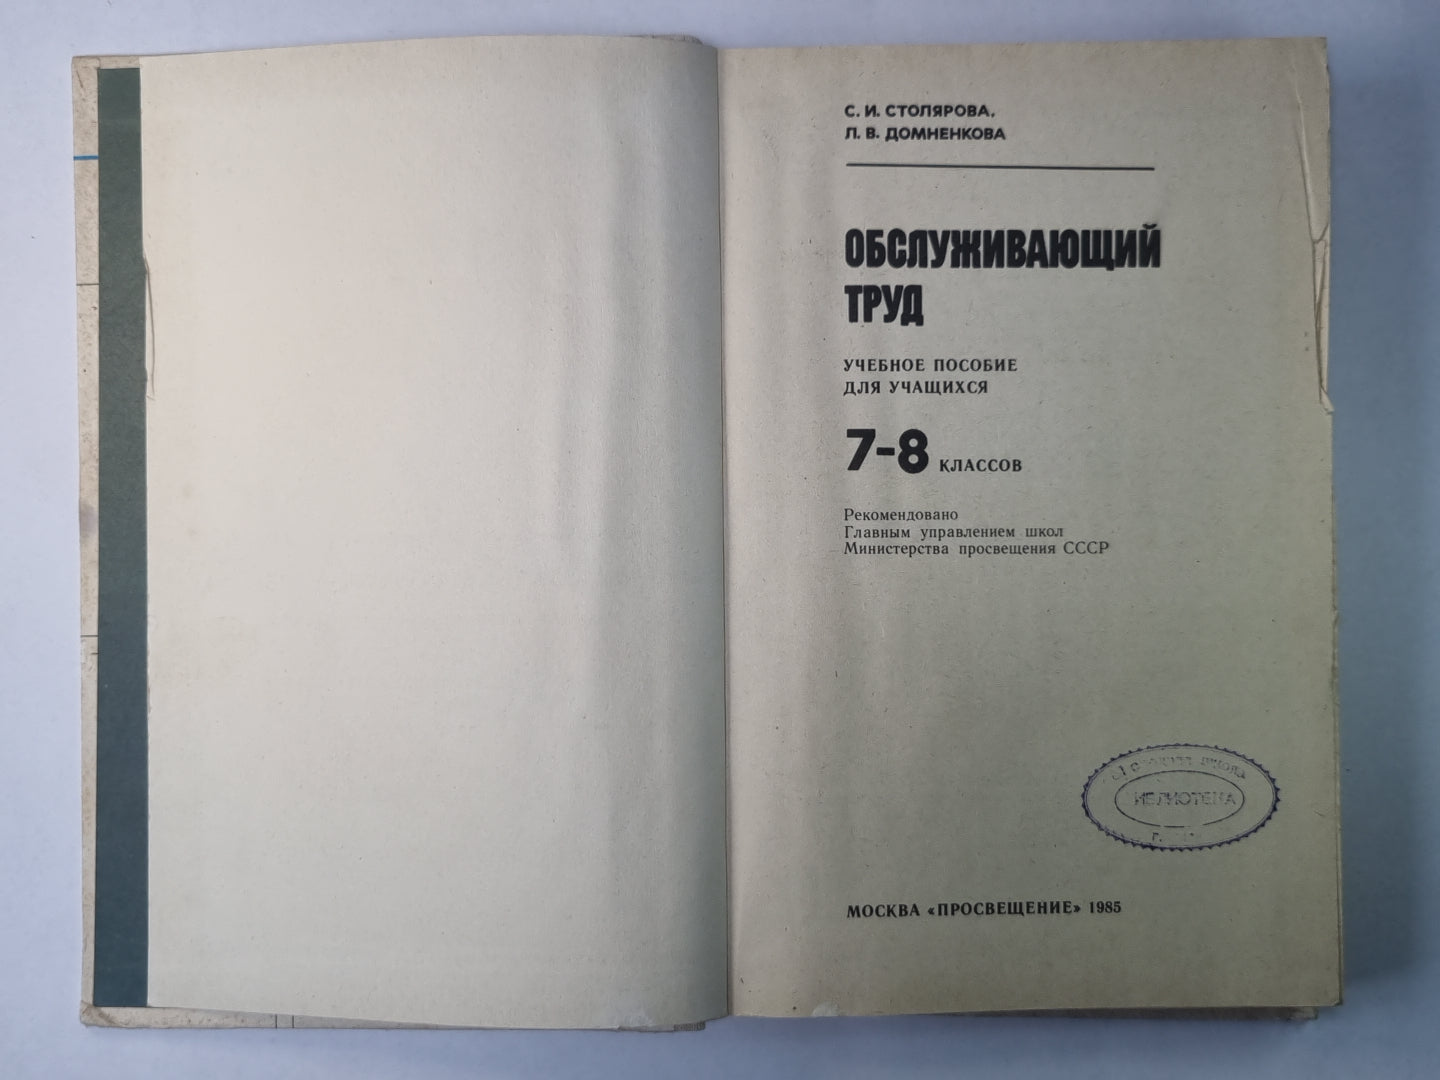 С. И. СТОЛЯРОВА,
Л. В. ДОМНЕНКОВА
ОБСЛУЖИВАЮЩИЙ
ТРУД
УЧЕБНОЕ ПОСОБИЕ
ДЛЯ УЧАЩИХСЯ
7-8 КЛАССОВ
Рекомендовано
Главным управлением школ
Министерства просвещения СССР
МОСКВА «ПРОСВЕЩЕНИЕ» 1985